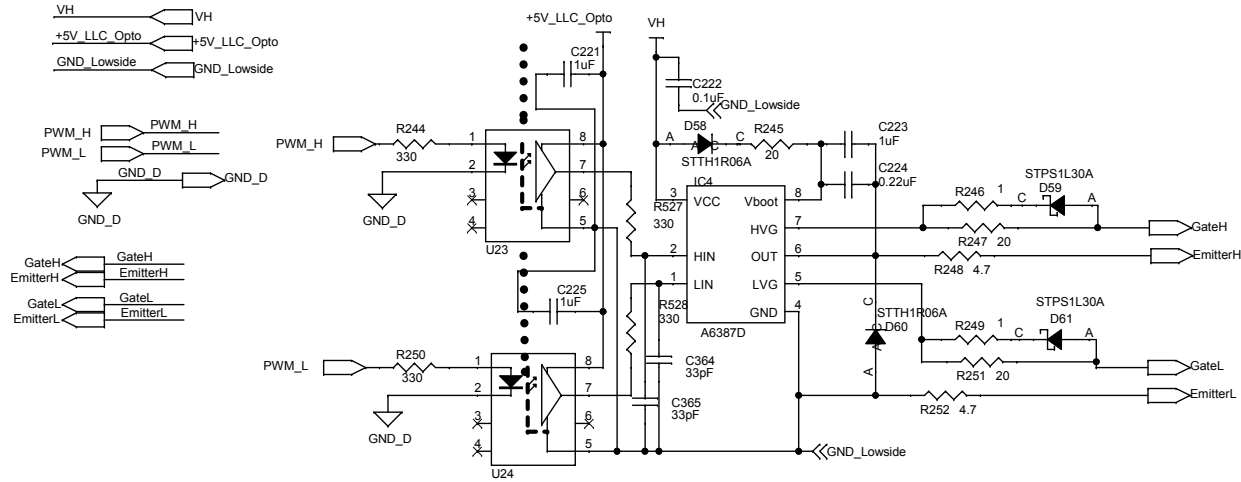 VH
VH
+5V_LLC_Opto
+5V_LLC_Opto
GND_Lowside
GND_Lowside
PWM_H
PWM_H
PWM_L
PWM_L
GND_D
GND_D
GND_D
GateH
GateH
EmitterH
EmitterH
GateL
GateL
EmitterL
EmitterL
+5V_LLC_Opto
C221
1uF
PWM_H
R244
330
1
2
3
4
8
7
6
5
U23
GND_D
C225
1uF
PWM_L
R250
330
1
2
3
4
8
7
6
5
U24
GND_D
R527
330
R528
330
C364
33pF
C365
33pF
VH
C222
0.1uF
GND_Lowside
D58
A
A
C
C
STTH1R06A
R245
20
C223
1uF
C224
0.22uF
IC4
3
VCC
Vboot
8
HVG
7
2
HIN
OUT
6
1
LIN
LVG
5
GND
4
A6387D
GND_Lowside
C
STTH1R06A
A
C
D60
A
STPS1L30A
R246
1
C
D59
A
R247
20
GateH
R248
4.7
EmitterH
STPS1L30A
R249
1
C
D61
A
R251
20
GateL
R252
4.7
EmitterL